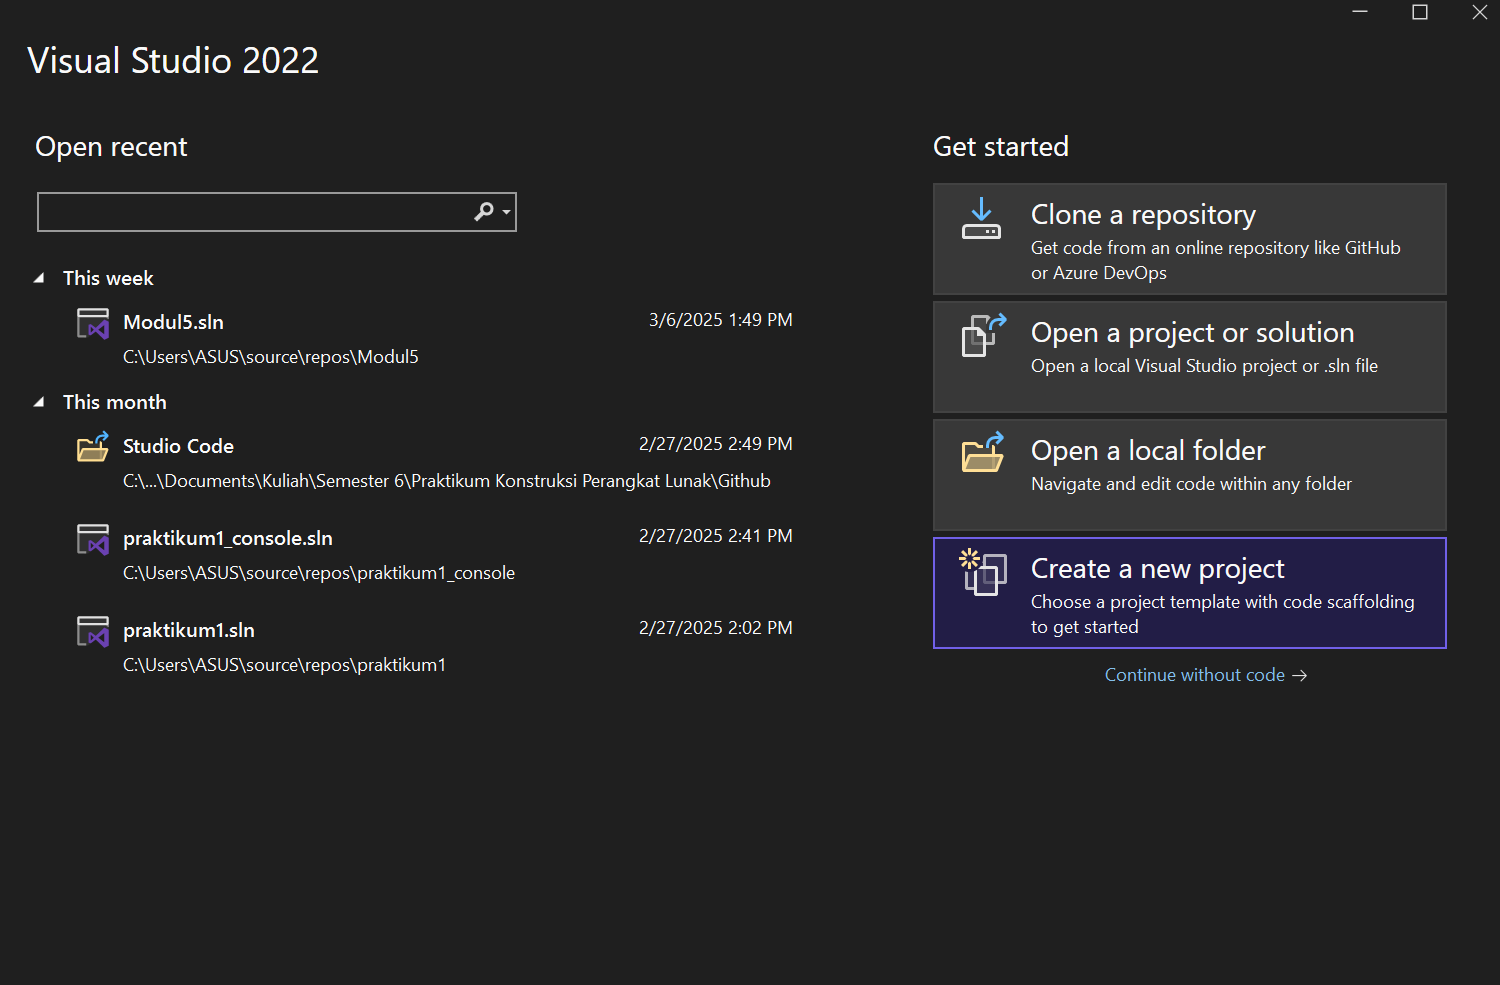 Visual Studio 2022
Open recent
This week
Modul5.sln
3/6/2025 1:49 PM
C:\Users\ASUS\source\repos\Modul5
This month
Studio Code
2/27/2025 2:49 PM
C:\...\Documents\Kuliah\Semester 6\Praktikum Konstruksi Perangkat Lunak\Github
praktikum1_console.sln
2/27/2025 2:41 PM
C:\Users\ASUS\source\repos\praktikum1_console
praktikum1.sln
2/27/2025 2:02 PM
C:\Users\ASUS\source\repos\praktikum1
Get started
Clone a repository
Get code from an online repository like GitHub
or Azure DevOps
Open a project or solution
Open a local Visual Studio project or .sln file
Open a local folder
Navigate and edit code within any folder
Create a new project
Choose a project template with code scaffolding
to get started
Continue without code →